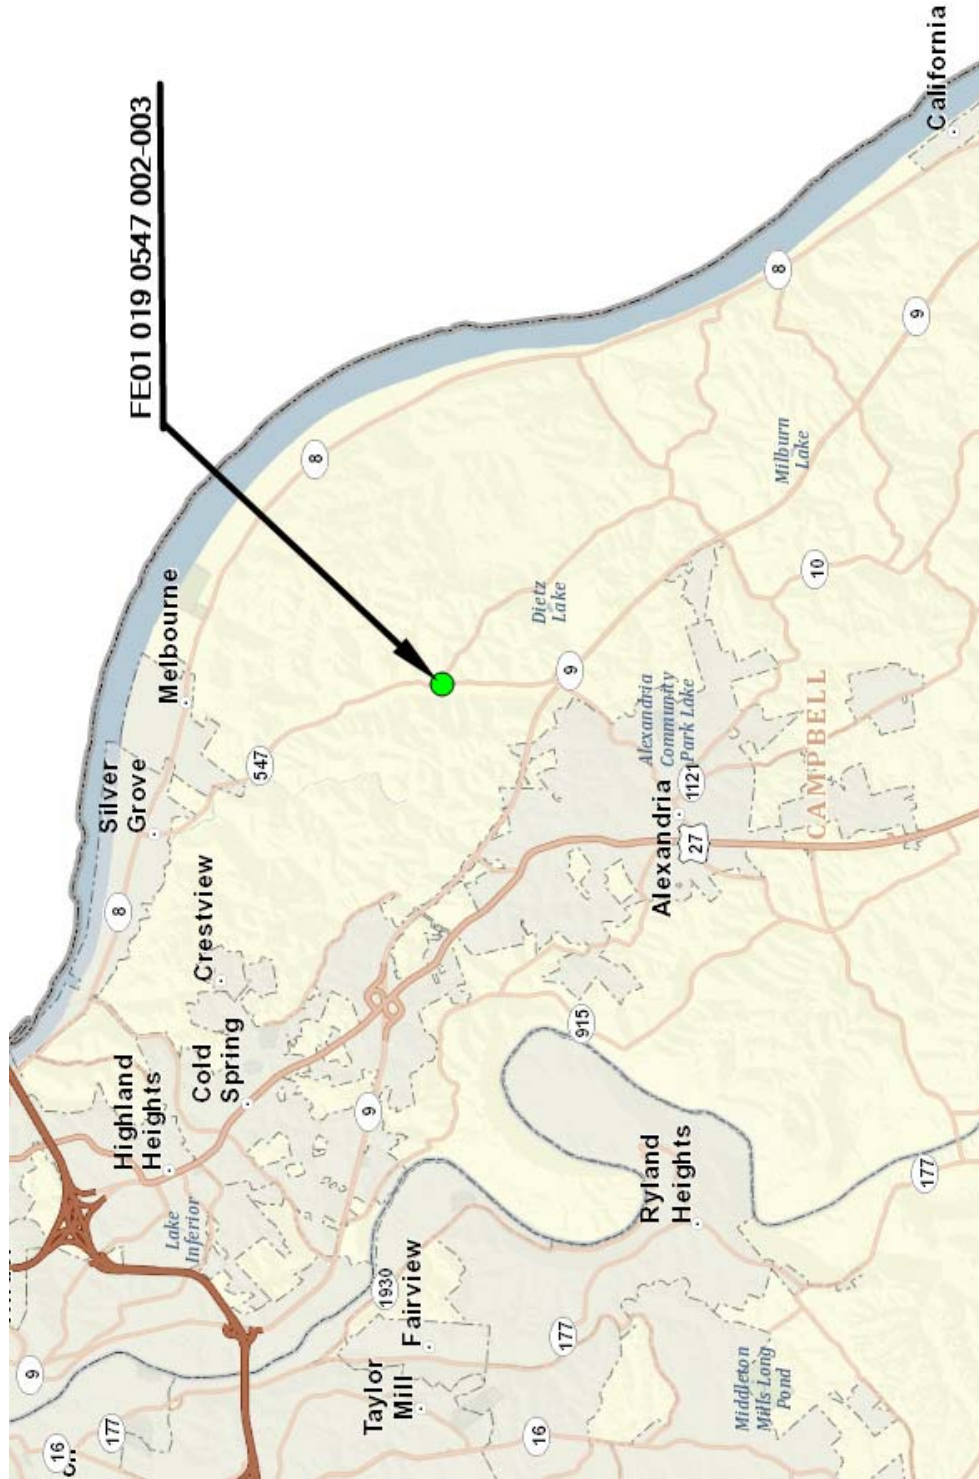 FE01 019 0547 002-003
California
8
9
8
Milburn
Lake
Melbourne
Dietz
Lake
10
9
Silver
Grove
547
Alexandria
Community
Park Lake
1121
CAMPBELL
Alexandria
27
8
Crestview
Cold
Spring
915
Highland
Heights
9
Lake
Inferior
Ryland
Heights
177
1930
Fairview
177
Taylor
Mill
9
177
16
16
Middleton
Mills Long
Pond